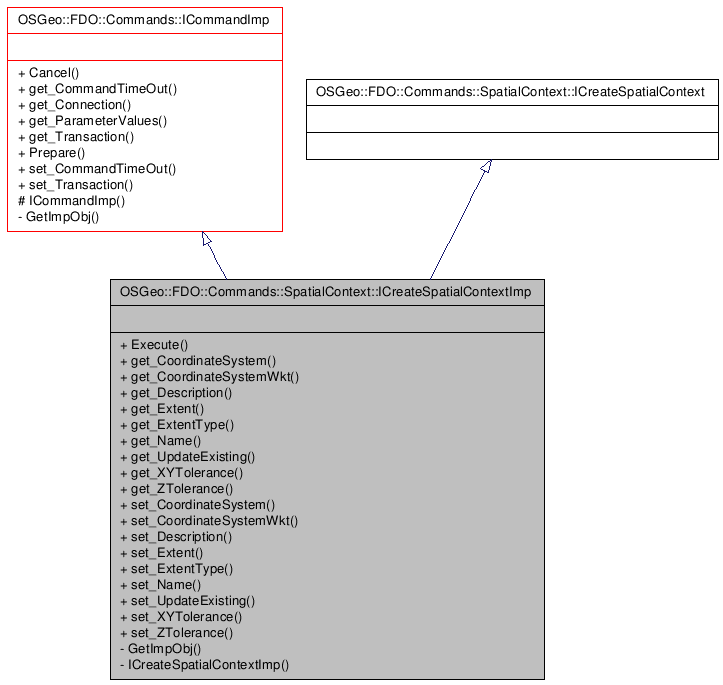 OSGeo::FDO::Commands::ICommandImp
+ Cancel()
+ get_CommandTimeOut()
+ get_Connection()
+ get_ParameterValues()
+ get_Transaction()
+ Prepare()
+ set_CommandTimeOut()
+ set_Transaction()
# ICommandImp()
- GetImpObj()
OSGeo::FDO::Commands::SpatialContext::ICreateSpatialContext
OSGeo::FDO::Commands::SpatialContext::ICreateSpatialContextImp
+ Execute()
+ get_CoordinateSystem()
+ get_CoordinateSystemWkt()
+ get_Description()
+ get_Extent()
+ get_ExtentType()
+ get_Name()
+ get_UpdateExisting()
+ get_XYTolerance()
+ get_ZTolerance()
+ set_CoordinateSystem()
+ set_CoordinateSystemWkt()
+ set_Description()
+ set_Extent()
+ set_ExtentType()
+ set_Name()
+ set_UpdateExisting()
+ set_XYTolerance()
+ set_ZTolerance()
- GetImpObj()
- ICreateSpatialContextImp()